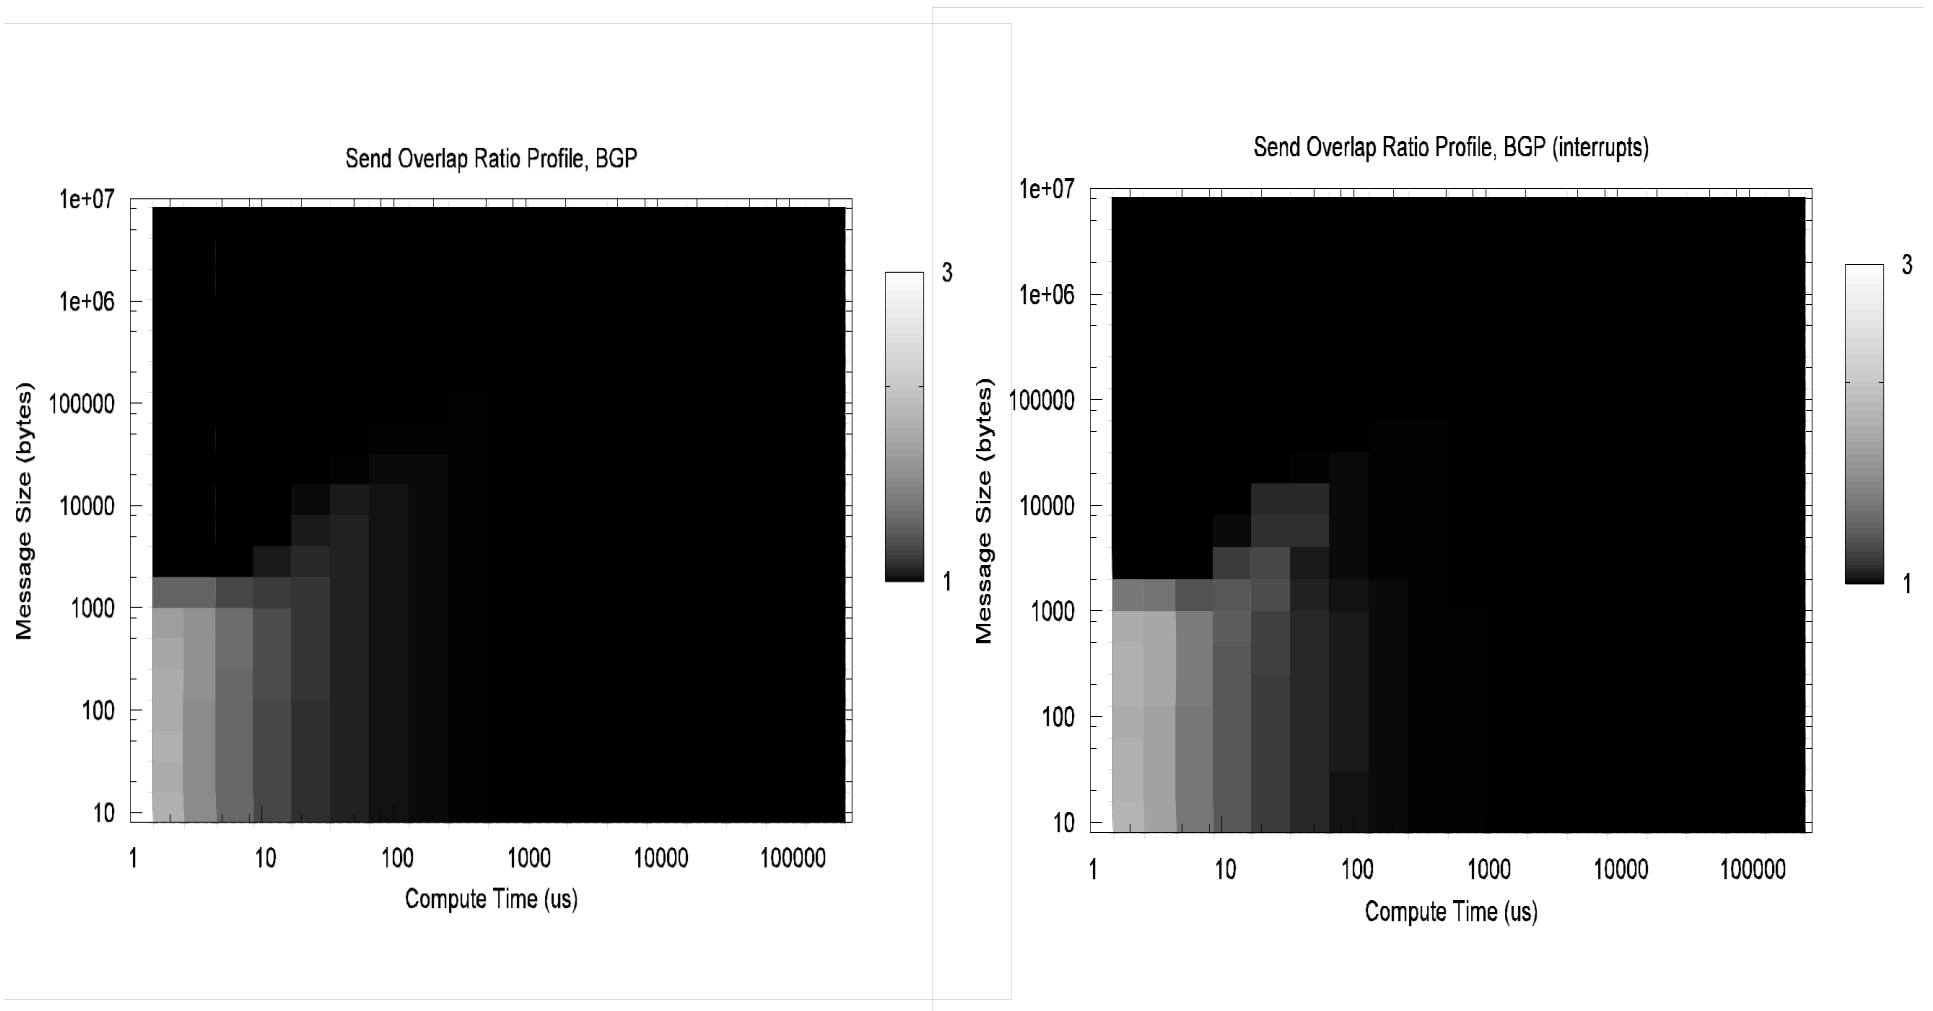 Send Overlap Ratio Profile, BGP
1e+07
1e+06
100000
10000
1000
100
10
Message Size (bytes)
1 10 100 1000 10000 100000
Compute Time (us)
3
1
Send Overlap Ratio Profile, BGP (interrupts)
1e+07
1e+06
100000
10000
1000
100
10
Message Size (bytes)
1 10 100 1000 10000 100000
Compute Time (us)
3
1